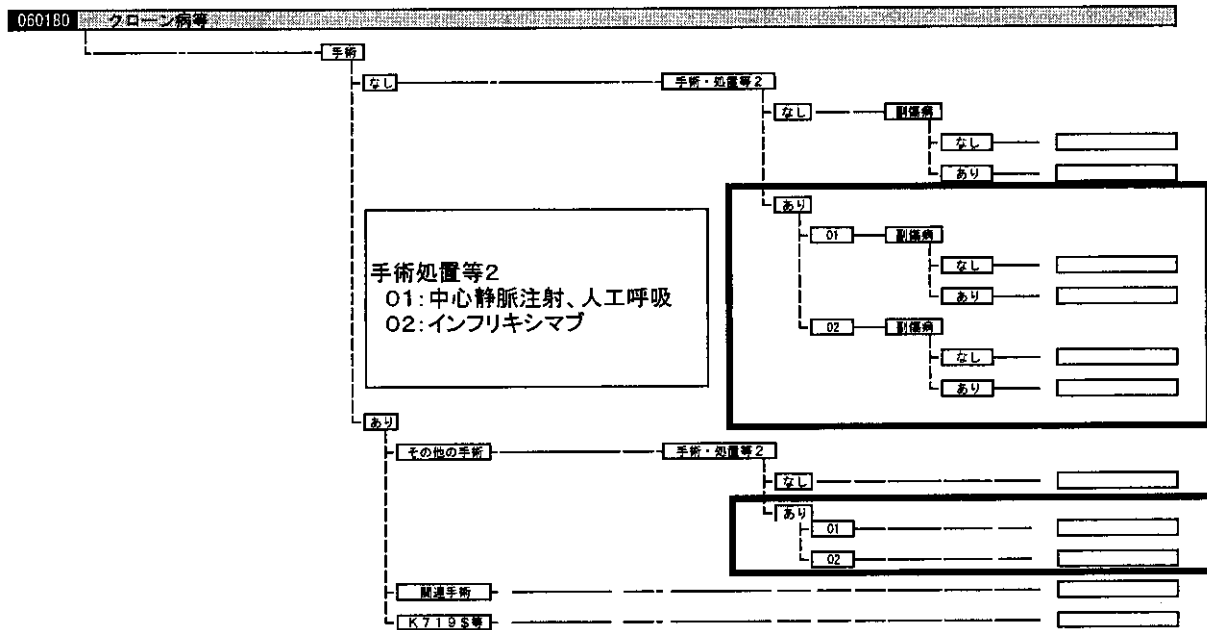 060180 クローン病等
手術
なし
手術・処置等2
なし
副傷病
なし
あり
あり
01
副傷病
なし
あり
02
副傷病
なし
あり
手術処置等2
01:中心静脈注射、人工呼吸
02:インフリキシマブ
あり
その他の手術
手術・処置等2
なし
あり
01
02
関連手術
K719$等